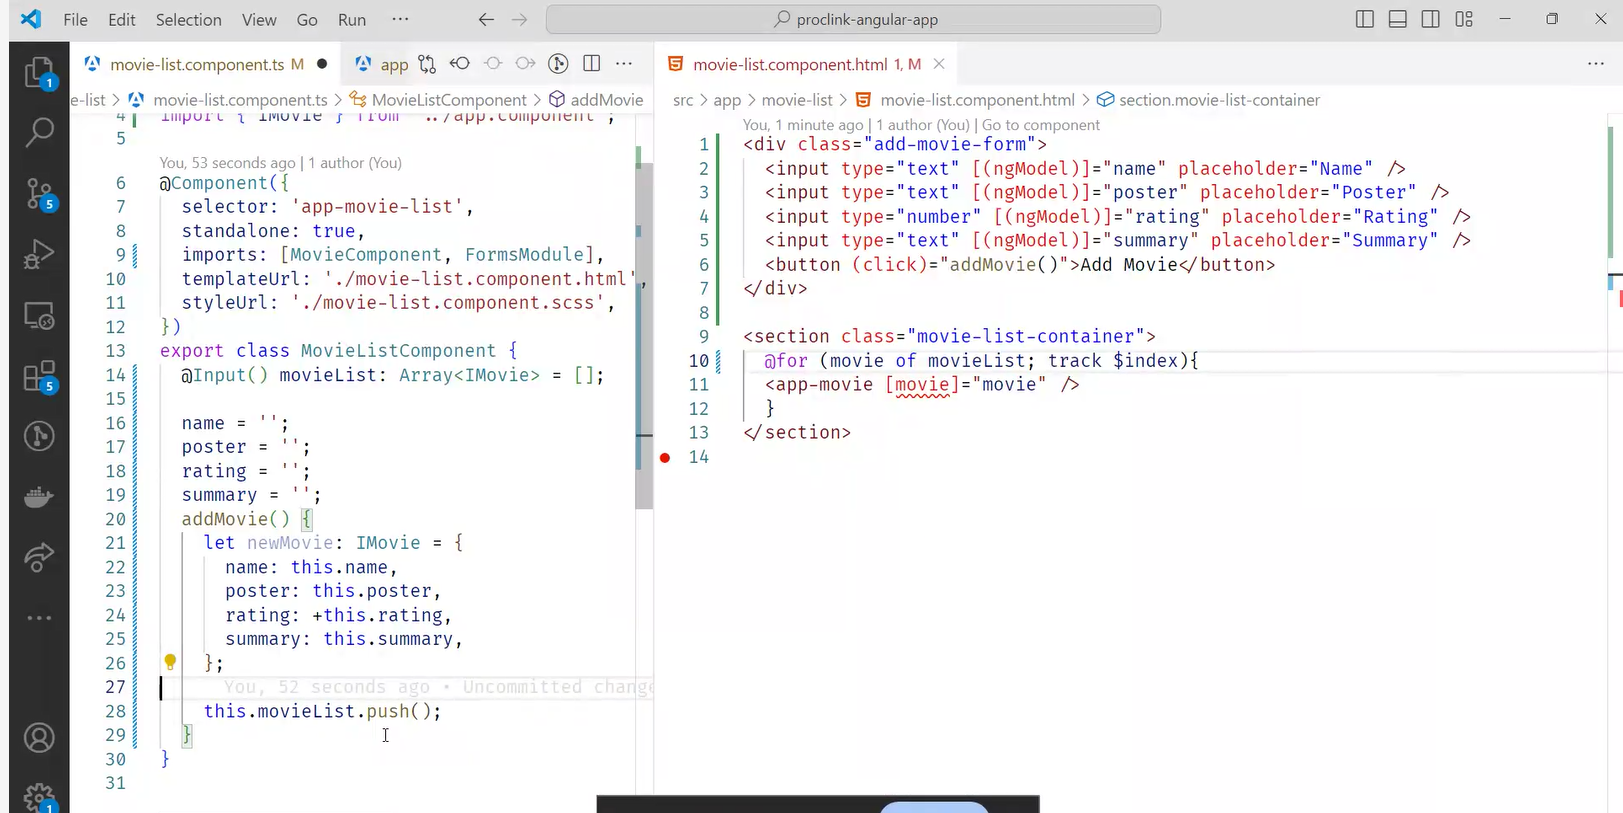 File Edit Selection View Go Run ··· proclink-angular-app
movie-list.component.ts M ● app ···
e-list > movie-list.component.ts > MovieListComponent > addMovie
4 import { IMovie } from '../app.component';
5
You, 53 seconds ago | 1 author (You)
6 @Component({
7 selector: 'app-movie-list',
8 standalone: true,
9 imports: [MovieComponent, FormsModule],
10 templateUrl: './movie-list.component.html',
11 styleUrl: './movie-list.component.scss',
12 })
13 export class MovieListComponent {
14 @Input() movieList: Array<IMovie> = [];
15
16 name = '';
17 poster = '';
18 rating = '';
19 summary = '';
20 addMovie() {
21 let newMovie: IMovie = {
22 name: this.name,
23 poster: this.poster,
24 rating: +this.rating,
25 summary: this.summary,
26 };
27 You, 52 seconds ago • Uncommitted change
28 this.movieList.push();
29 }
30 }
31
movie-list.component.html 1, M ···
src > app > movie-list > movie-list.component.html > section.movie-list-container
You, 1 minute ago | 1 author (You) | Go to component
1 <div class="add-movie-form">
2 <input type="text" [(ngModel)]="name" placeholder="Name" />
3 <input type="text" [(ngModel)]="poster" placeholder="Poster" />
4 <input type="number" [(ngModel)]="rating" placeholder="Rating" />
5 <input type="text" [(ngModel)]="summary" placeholder="Summary" />
6 <button (click)="addMovie()">Add Movie</button>
7 </div>
8
9 <section class="movie-list-container">
10 @for (movie of movieList; track $index){
11 <app-movie [movie]="movie" />
12 }
13 </section>
14
1
5
5
1